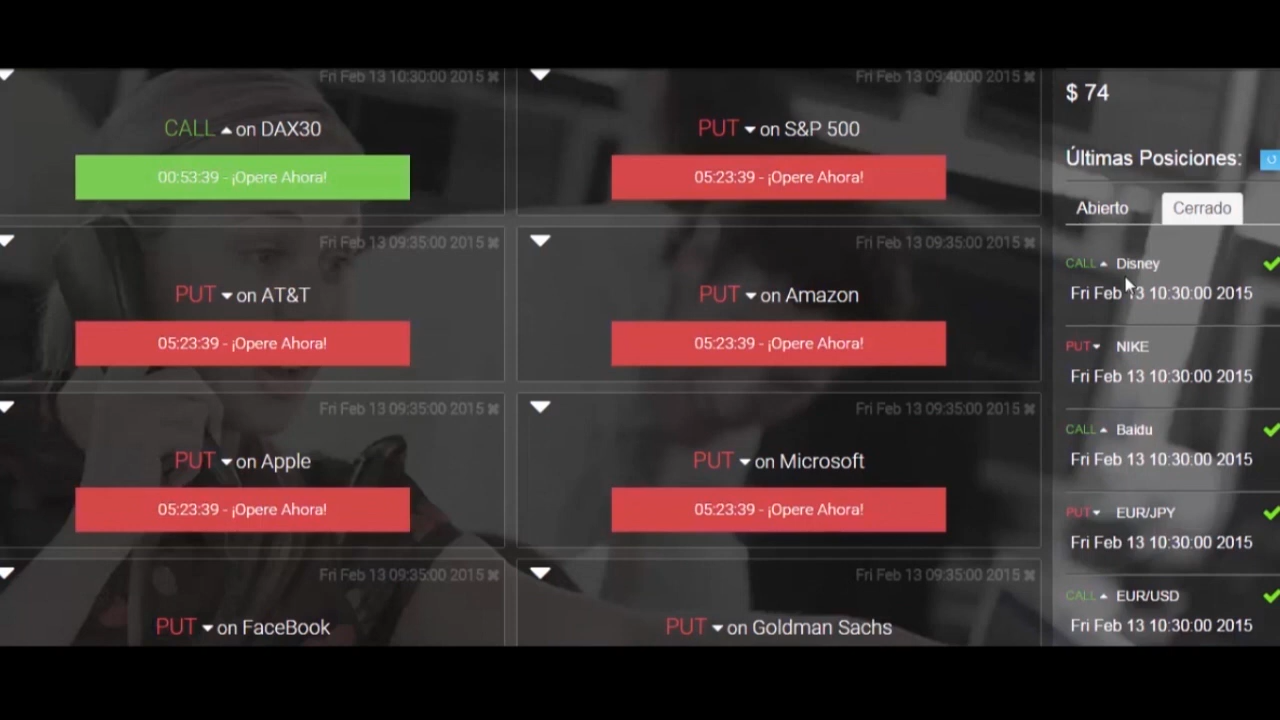 Fri Feb 13 10:30:00 2015
CALL on DAX30
00:53:39 - ¡Opere Ahora!
Fri Feb 13 09:40:00 2015
PUT on S&P 500
05:23:39 - ¡Opere Ahora!
Fri Feb 13 09:35:00 2015
PUT on AT&T
05:23:39 - ¡Opere Ahora!
Fri Feb 13 09:35:00 2015
PUT on Amazon
05:23:39 - ¡Opere Ahora!
Fri Feb 13 09:35:00 2015
PUT on Apple
05:23:39 - ¡Opere Ahora!
Fri Feb 13 09:35:00 2015
PUT on Microsoft
05:23:39 - ¡Opere Ahora!
Fri Feb 13 09:35:00 2015
PUT on FaceBook
Fri Feb 13 09:35:00 2015
PUT on Goldman Sachs
$ 74
Últimas Posiciones:
Abierto Cerrado
CALL Disney
Fri Feb 13 10:30:00 2015
PUT NIKE
Fri Feb 13 10:30:00 2015
CALL Baidu
Fri Feb 13 10:30:00 2015
PUT EUR/JPY
Fri Feb 13 10:30:00 2015
CALL EUR/USD
Fri Feb 13 10:30:00 2015